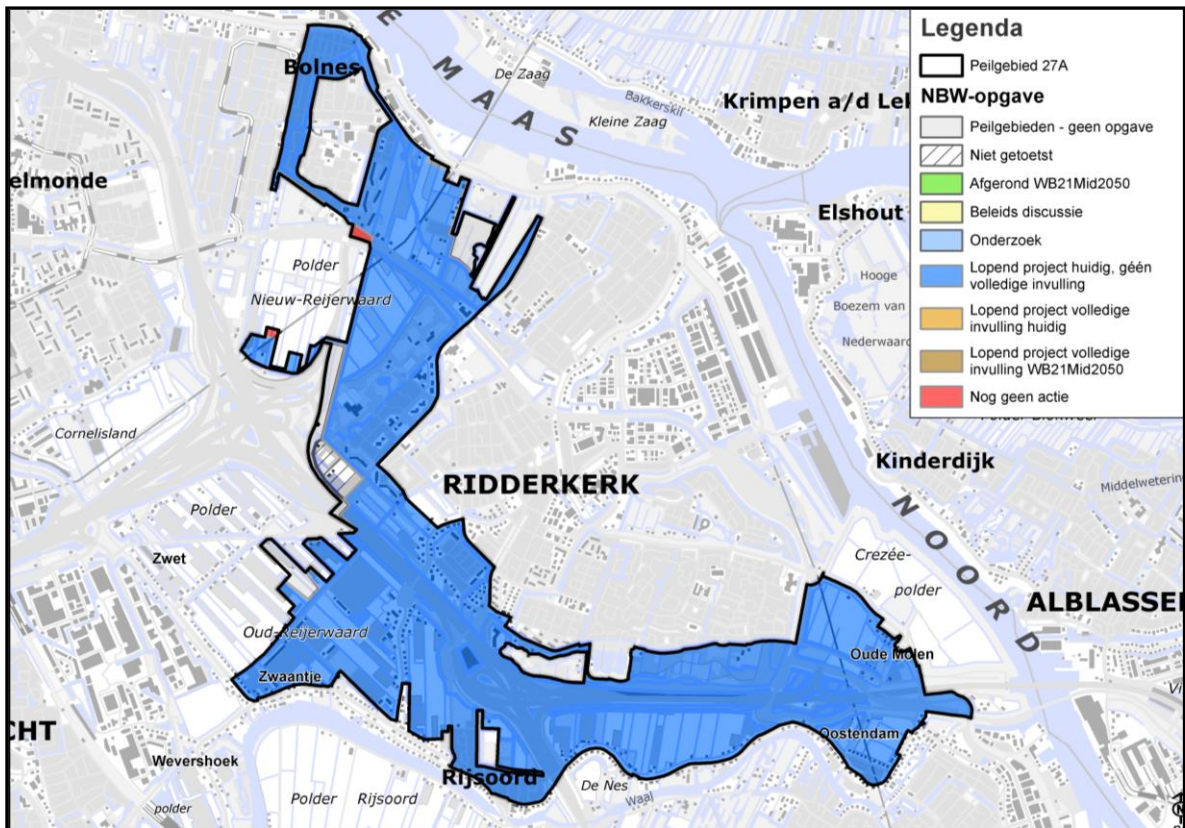 E
MAAS
Bolnes
De Zaag
Bakkerskil
Kleine Zaag
Krimpen a/d Lek
elmonde
Elshout
Polder
Nieuw-Reijerwaard
Hooge
Boezem van
Nederwaard
Cornelisland
RIDDERKERK
Kinderdijk
Middelwetering
Polder
Zwet
NOORD
Crezée-
polder
ALBLASSE
Oud-Reijerwaard
Oude Molen
Zwaantje
Oostendam
CHT
Wevershoek
Rijsoord
De Nes
Waal
polder
Polder Rijsoord
Legenda
Peilgebied 27A
NBW-opgave
Peilgebieden - geen opgave
Niet getoetst
Afgerond WB21Mid2050
Beleids discussie
Onderzoek
Lopend project huidig, géén
volledige invulling
Lopend project volledige
invulling huidig
Lopend project volledige
invulling WB21Mid2050
Nog geen actie